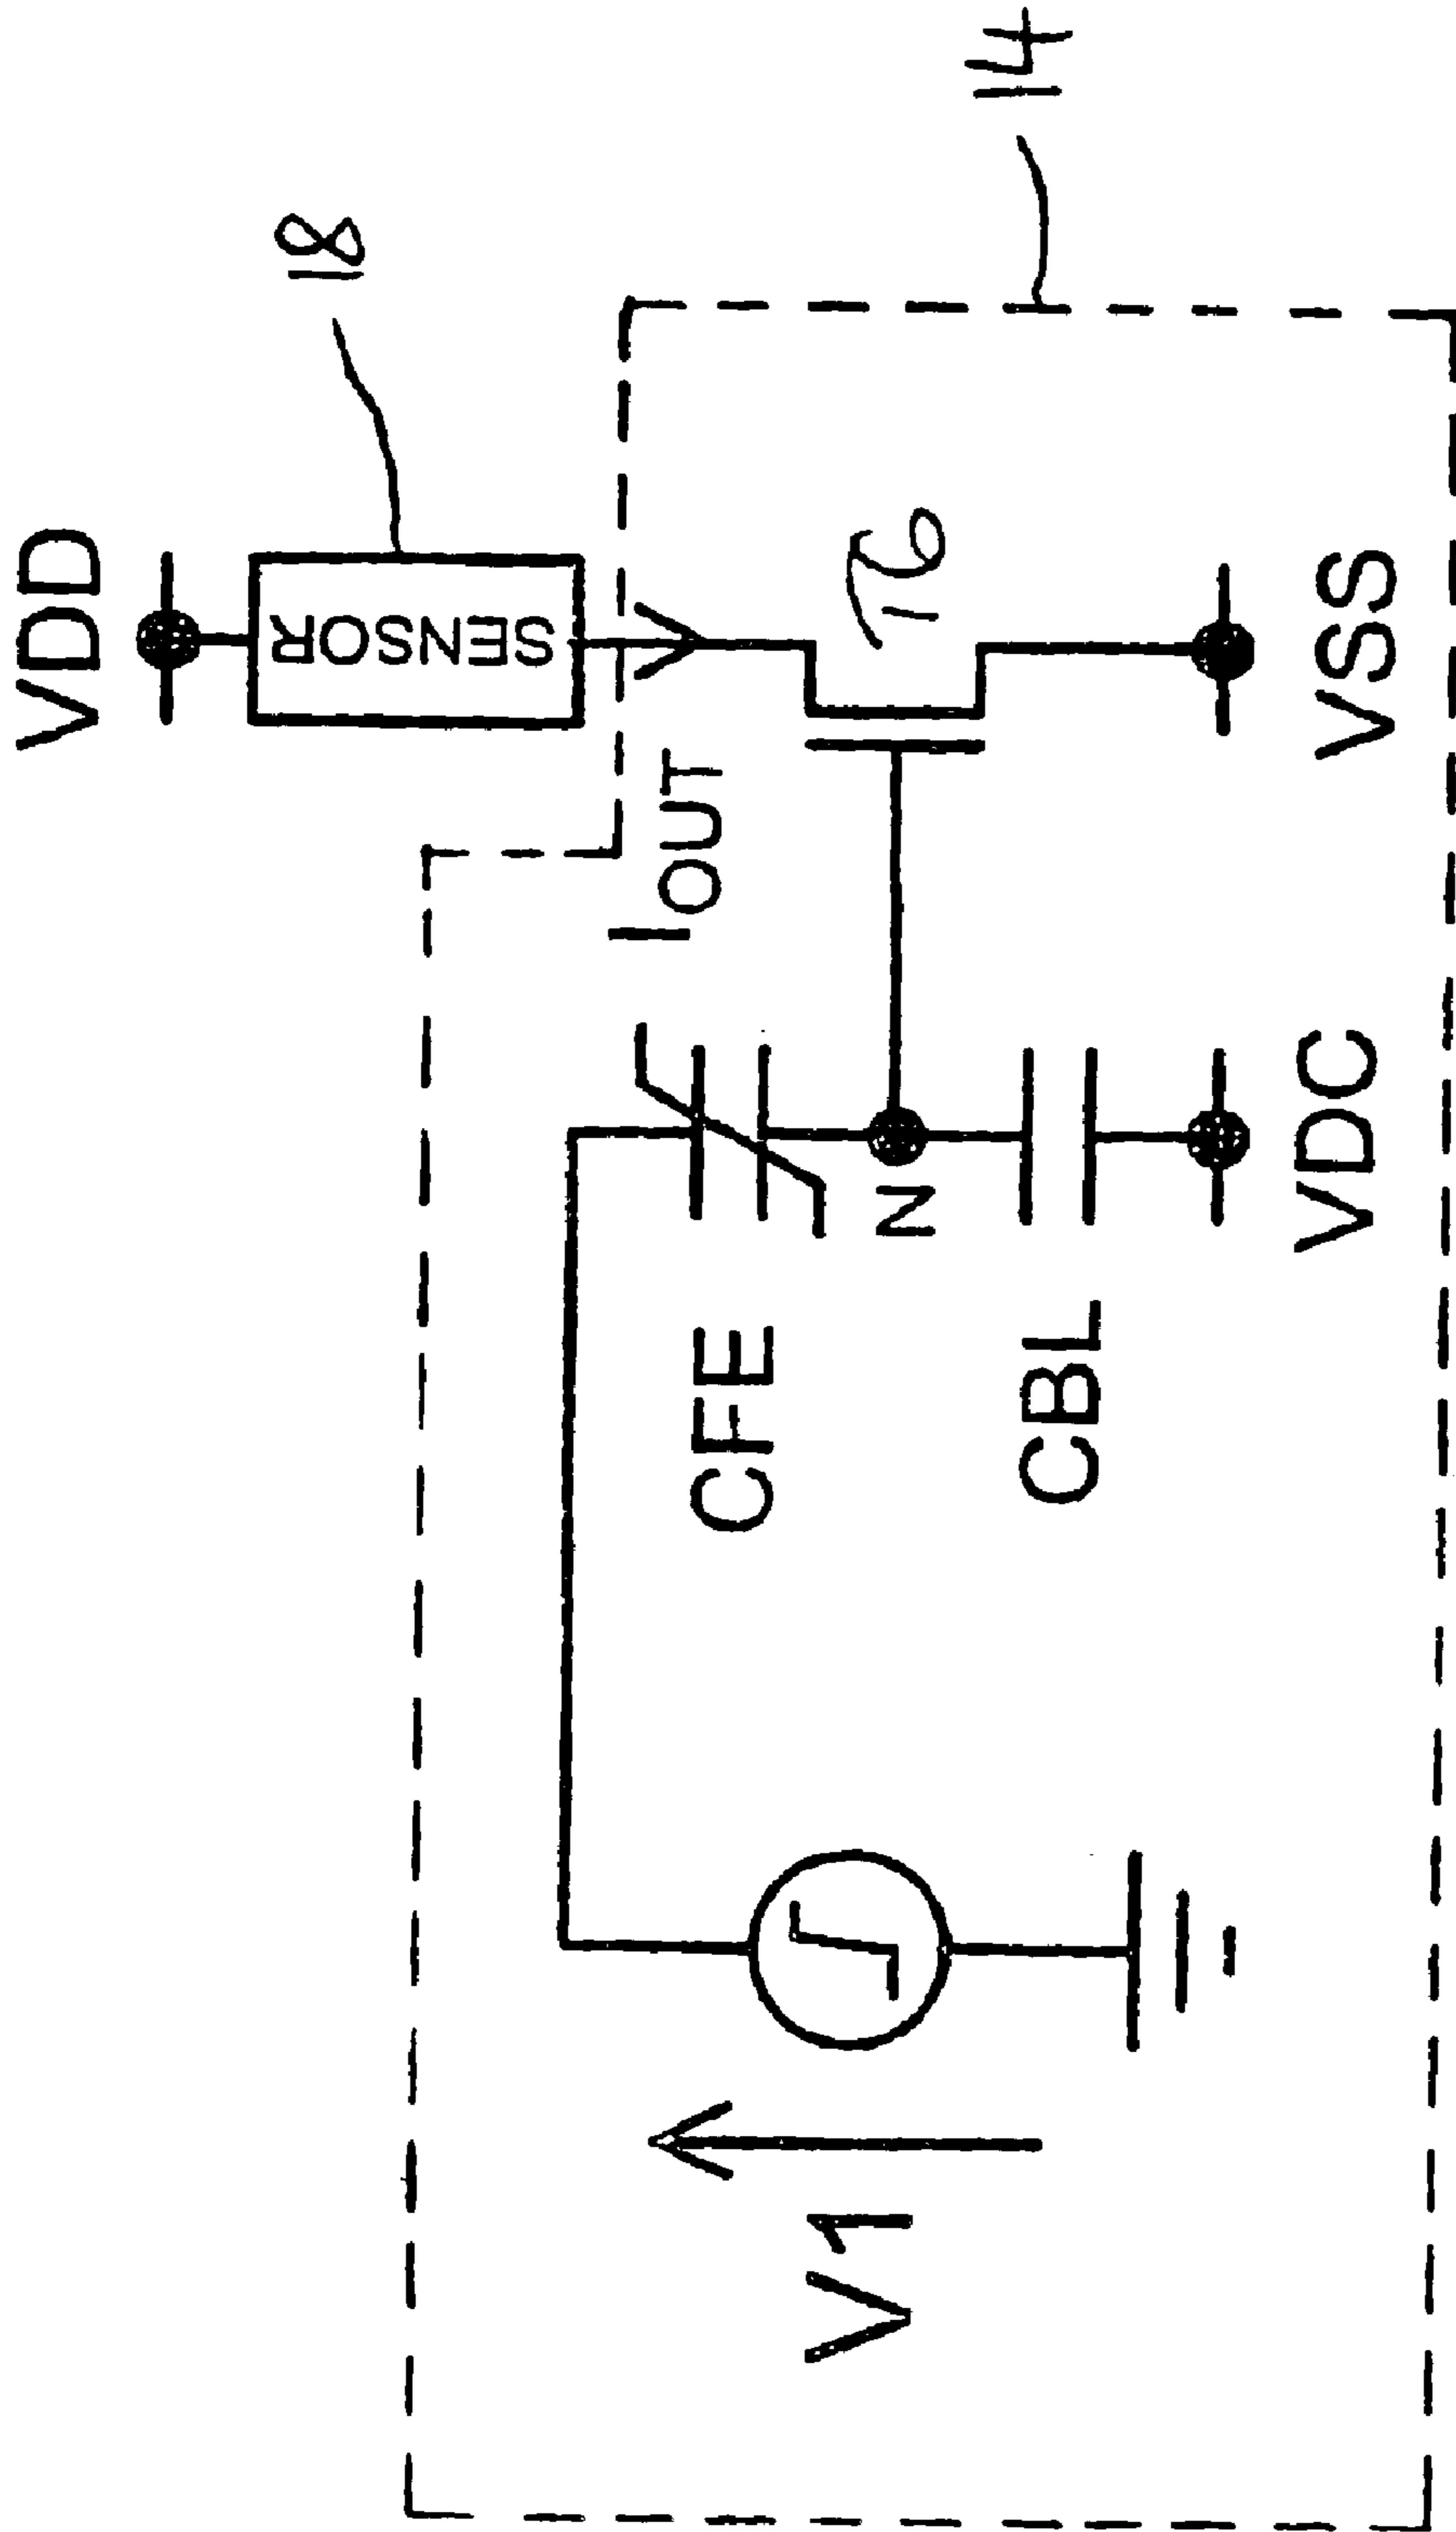 VDD
18
SENSOR
14
IOUT
16
CFE
N
V1
CBL
VDC
VSS